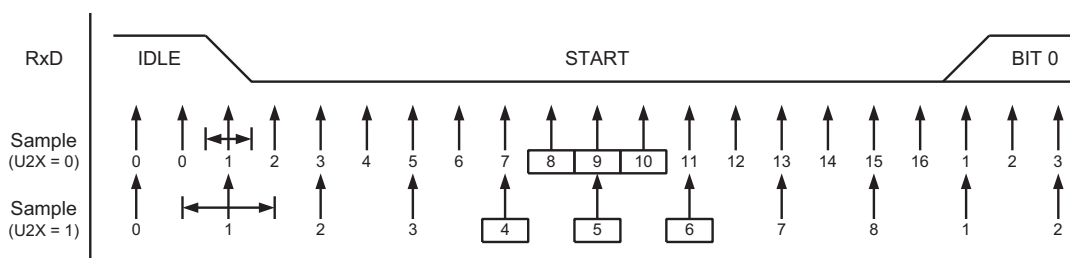 RxD IDLE START BIT 0
Sample
(U2X = 0)
0 0 1 2 3 4 5 6 7 8 9 10 11 12 13 14 15 16 1 2 3
Sample
(U2X = 1)
0 1 2 3 4 5 6 7 8 1 2